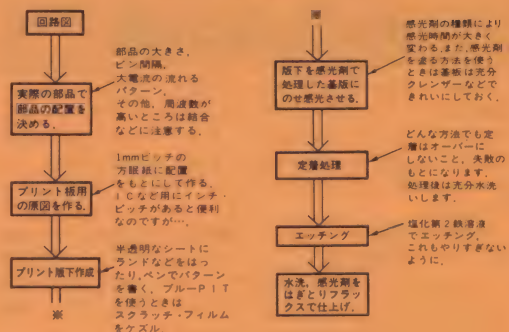 回路図
実際の部品で
部品の配置を
決める.
部品の大きさ,
ピン間隔,
大電流の流れる
パターン,
その他, 周波数が
高いところは結合
などに注意する.
プリント板用
の原図を作る.
1mmピッチの
方眼紙に配置
をもとにして作る.
ICなど用にインチ・
ピッチがあると便利
なのですが….
プリント版下作成
半透明なシートに
ランドなどをはっ
たり,ペンでパターン
を書く. ブルーPIT
を使うときは
スクラッチ・フィルム
をケズル
※
※
版下を感光剤で
処理した基版に
のせ感光させる.
感光剤の種類により
感光時間が大きく
変わる.また,感光剤
を塗る方法を使う
ときは基板は充分
クレンザーなどで
きれいにしておく.
定着処理
どんな方法でも定
着はオーバーに
しないこと. 失敗の
もとになります.
処理後は充分水洗
いします.
エッチング
塩化第2鉄溶液
でエッチング
これもやりすぎない
ように.
水洗, 感光剤を
はぎとりフラッ
クスで仕上げ.